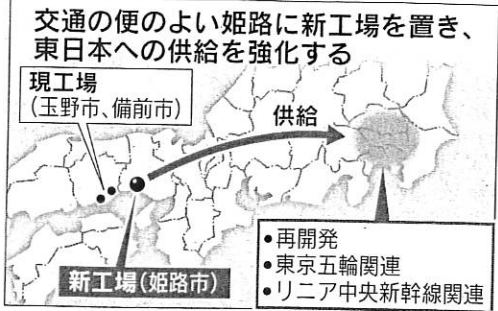 交通の便のよい姫路に新工場を置き、
東日本への供給を強化する
現工場
(玉野市、備前市)
供給
新工場(姫路市)
•再開発
•東京五輪関連
•リニア中央新幹線関連